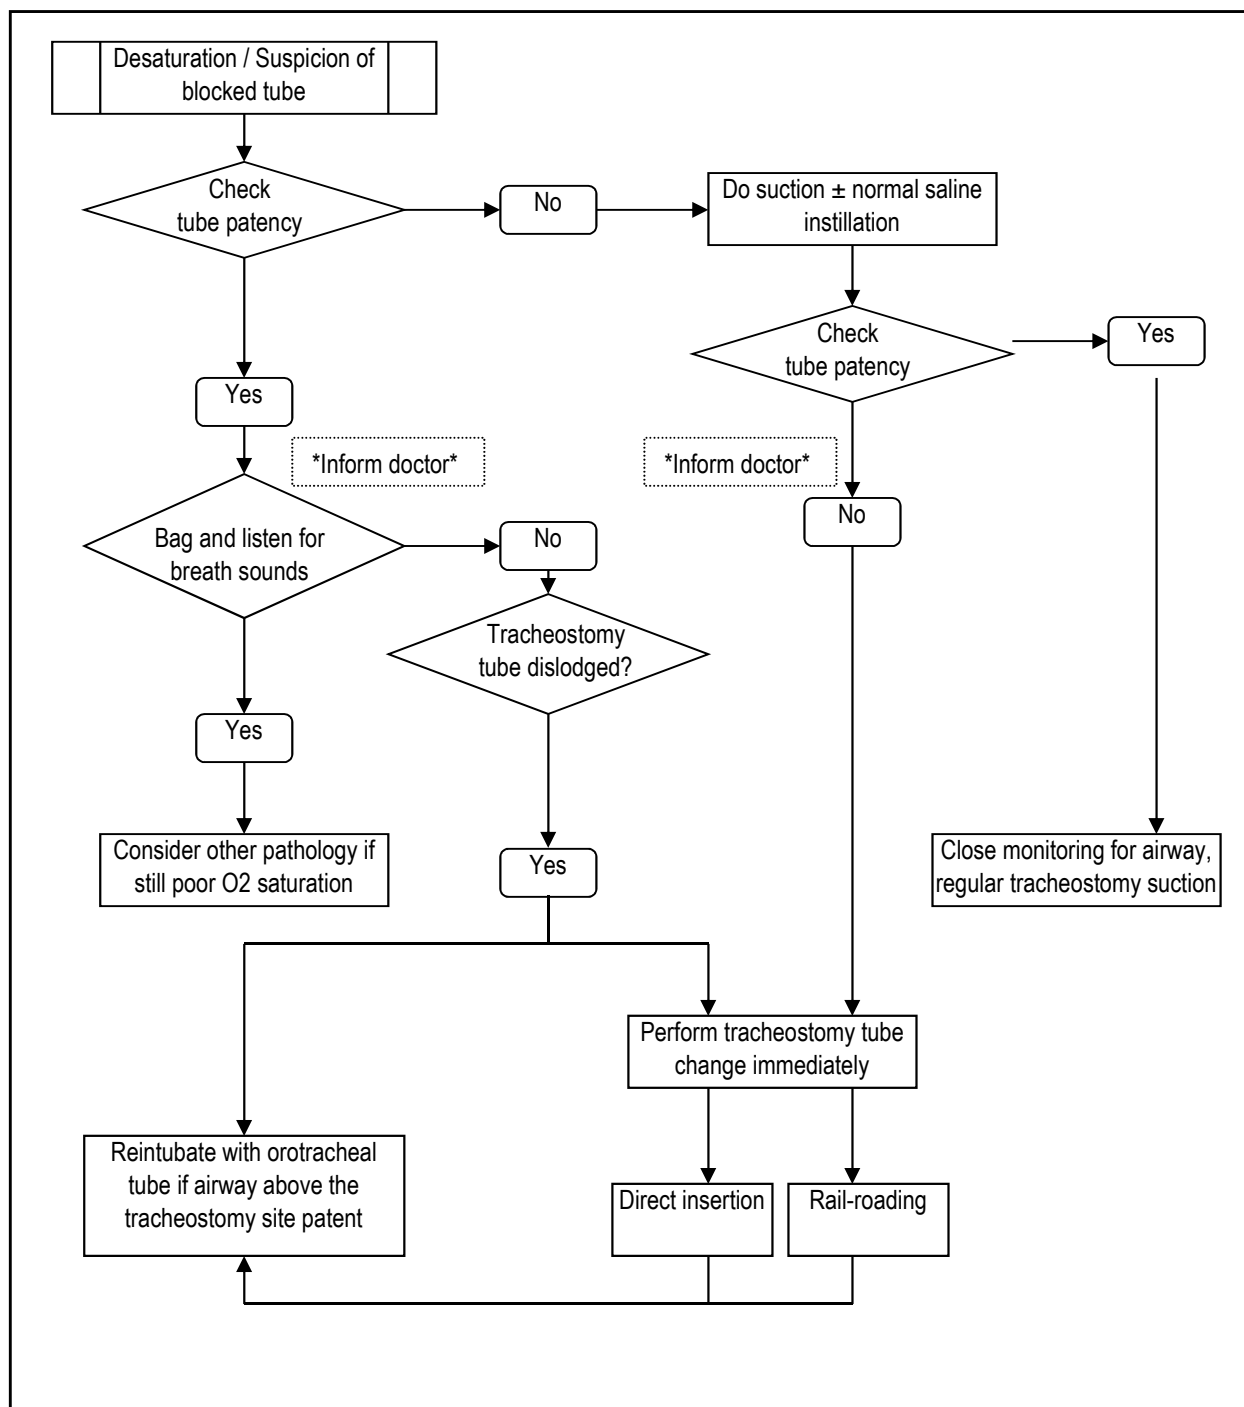 Desaturation / Suspicion of
blocked tube
Check
tube patency
No
Do suction ± normal saline
instillation
Check
tube patency
Yes
Yes
*Inform doctor*
*Inform doctor*
No
Bag and listen for
breath sounds
No
Tracheostomy
tube dislodged?
Yes
Consider other pathology if
still poor O2 saturation
Yes
Close monitoring for airway,
regular tracheostomy suction
Perform tracheostomy tube
change immediately
Reintubate with orotracheal
tube if airway above the
tracheostomy site patent
Direct insertion
Rail-roading